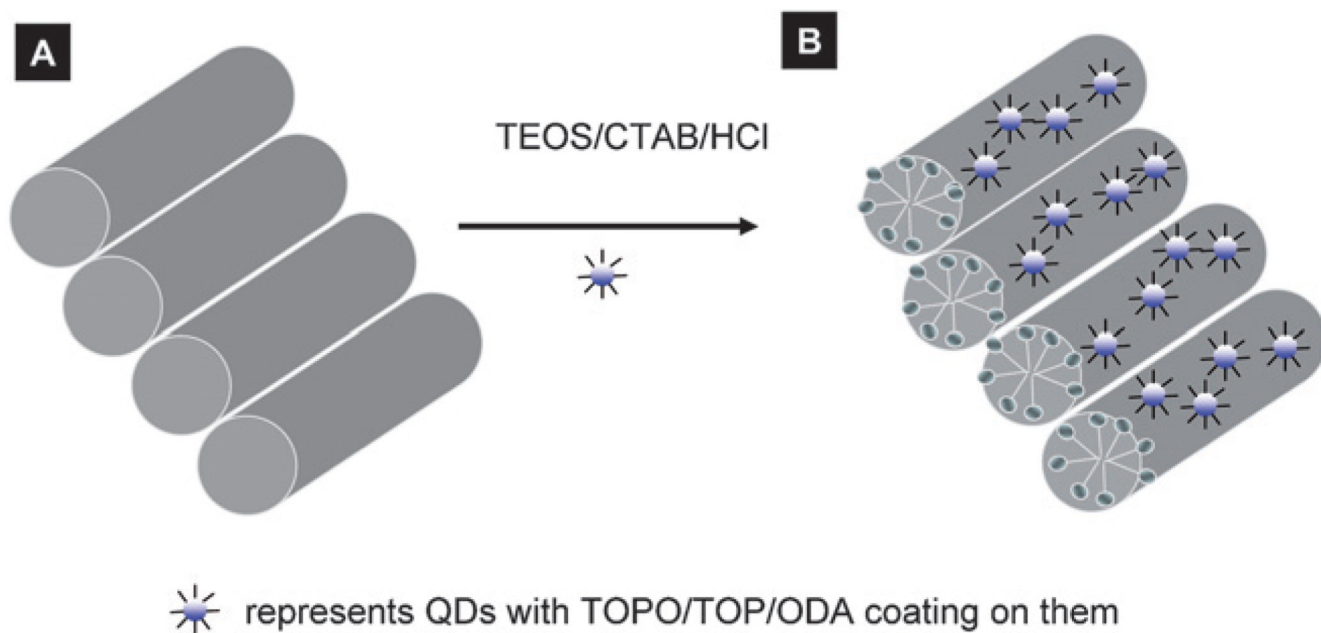 A
B
TEOS/CTAB/HCl
represents QDs with TOPO/TOP/ODA coating on them